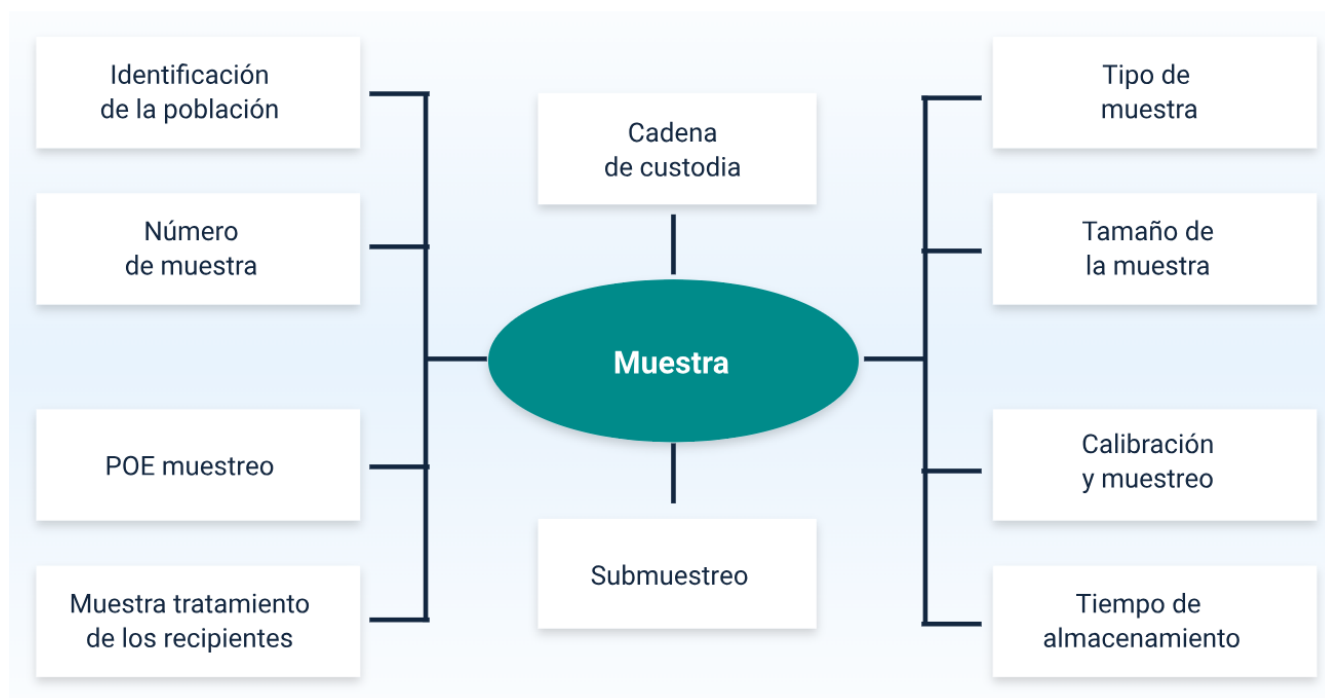 Identificación
de la población
Número
de muestra
POE muestreo
Muestra tratamiento
de los recipientes
Cadena
de custodia
Muestra
Submuestreo
Tipo de
muestra
Tamaño de
la muestra
Calibración
y muestreo
Tiempo de
almacenamiento